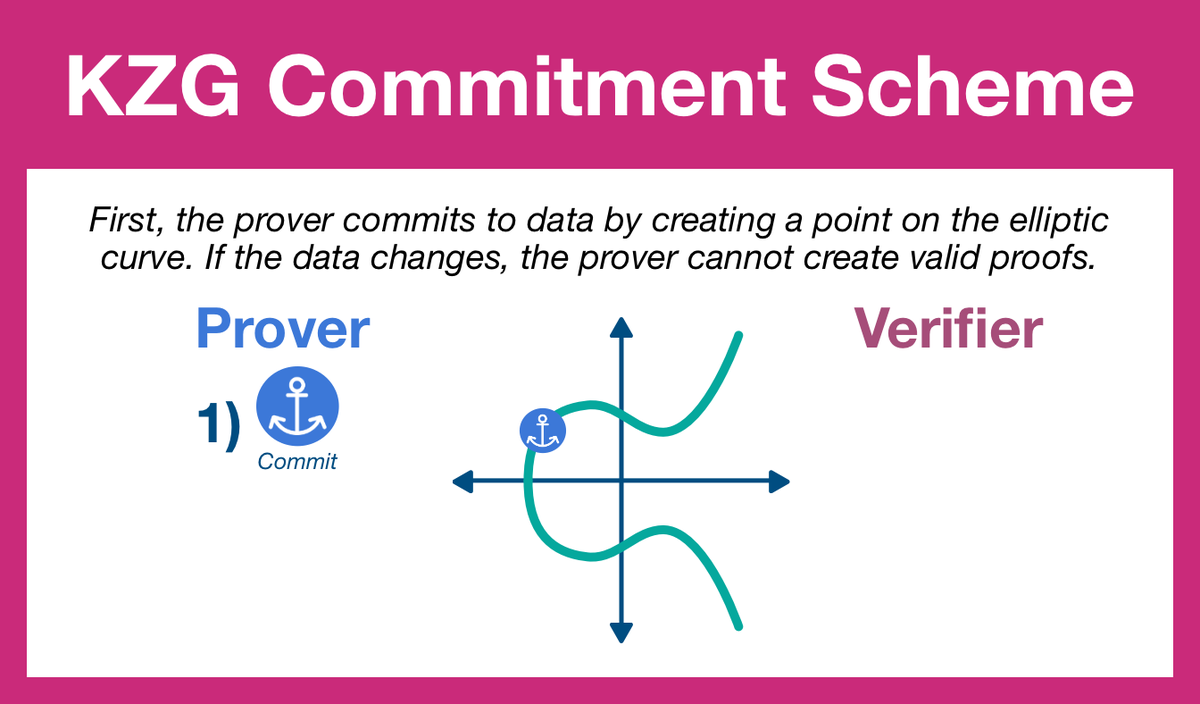 KZG Commitment Scheme
First, the prover commits to data by creating a point on the elliptic
curve. If the data changes, the prover cannot create valid proofs.
Prover
Verifier
1)
Commit